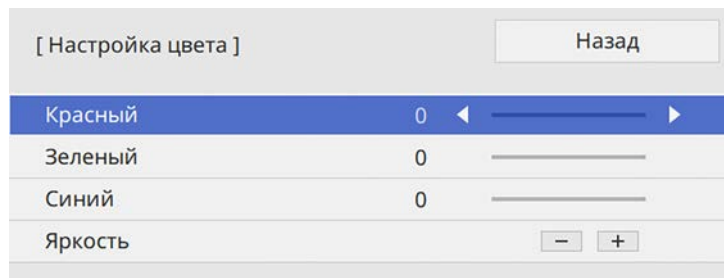 [ Настройка цвета ] Назад
Красный 0
Зеленый 0
Синий 0
Яркость − +